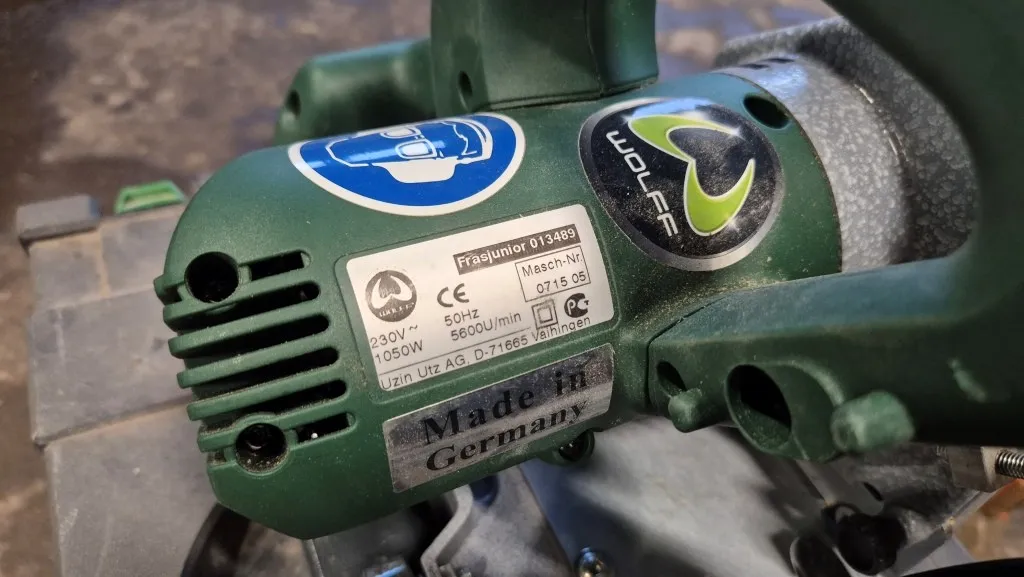 WOLFF
Frasjunior 013489
Masch-Nr.
0715 05
CE
230V ~ 50Hz
1050W 5600U/min
Uzin Utz AG, D-71665 Vaihingen
Made in
Germany